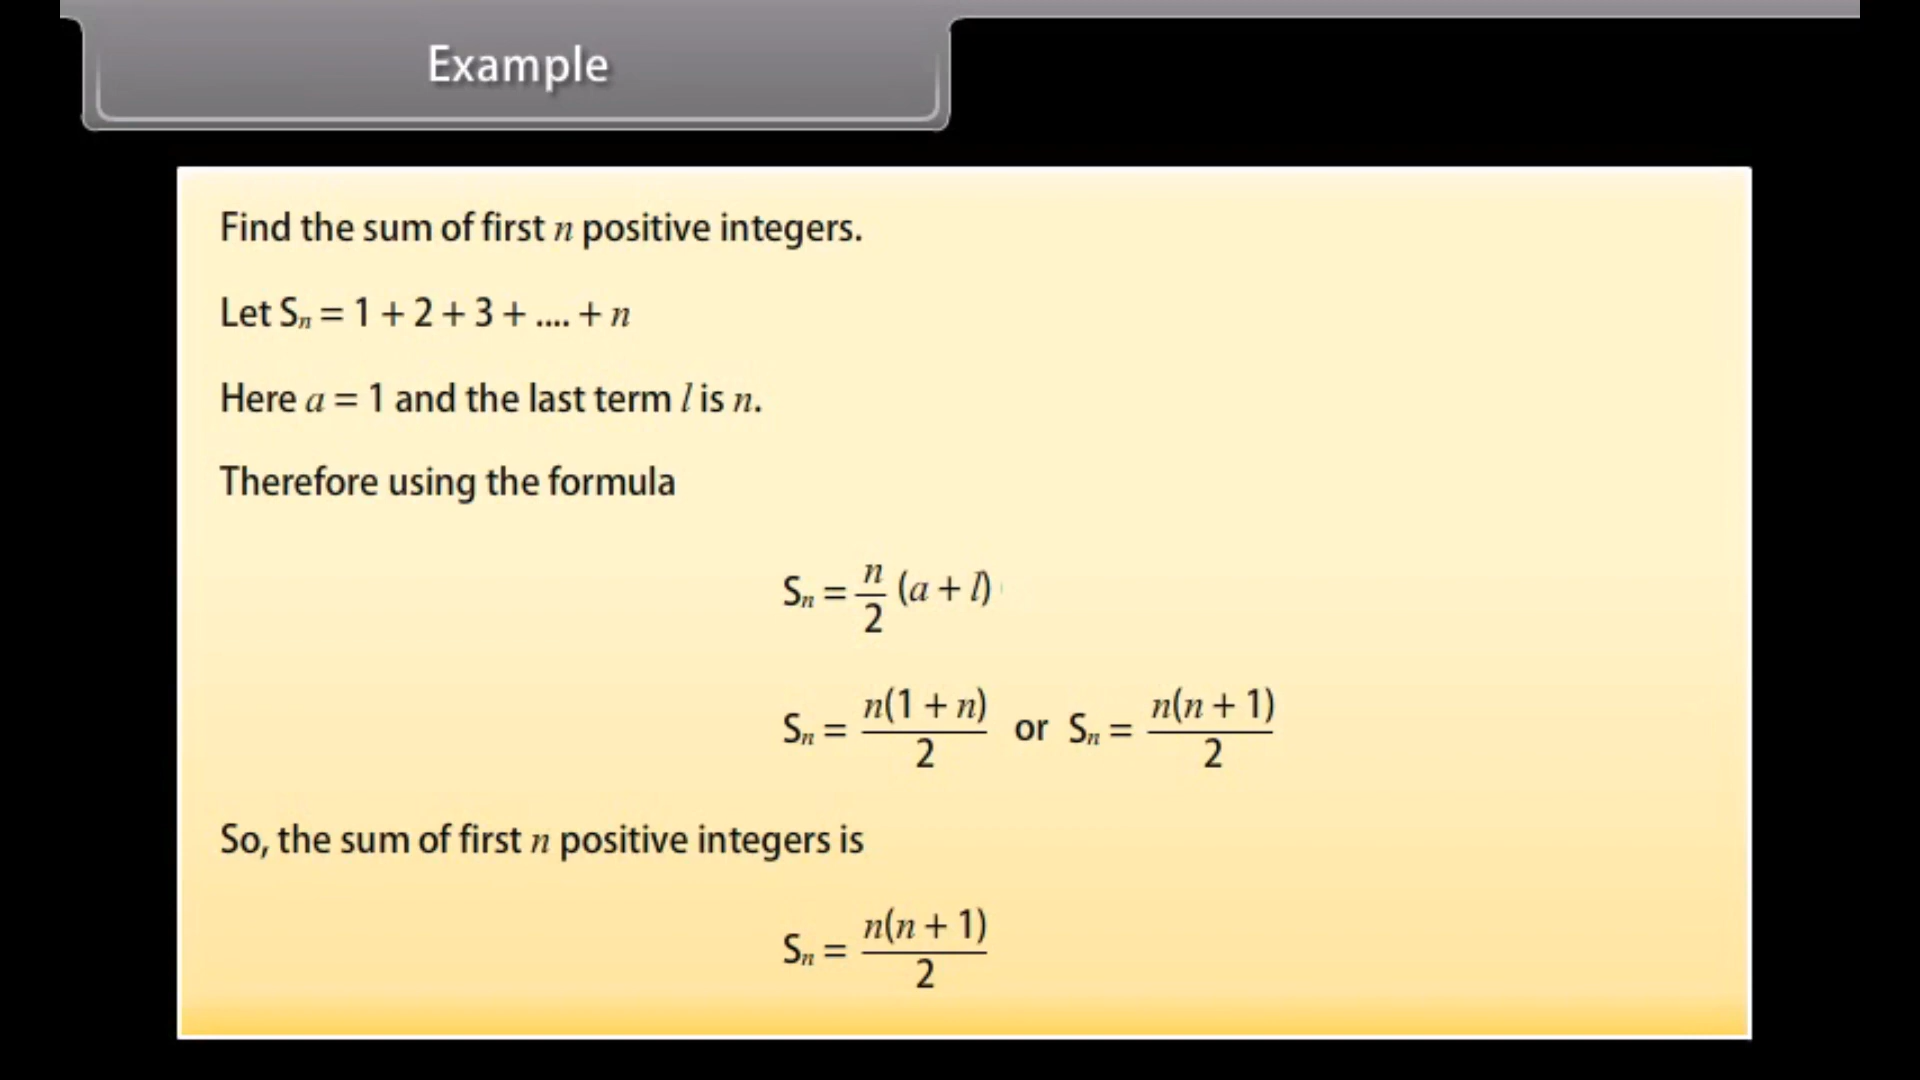 Example
Find the sum of first n positive integers.
Let Sₙ = 1 + 2 + 3 + .... + n
Here a = 1 and the last term l is n.
Therefore using the formula
Sₙ = n/2 (a + l)
Sₙ = n(1 + n)/2 or Sₙ = n(n + 1)/2
So, the sum of first n positive integers is
Sₙ = n(n + 1)/2